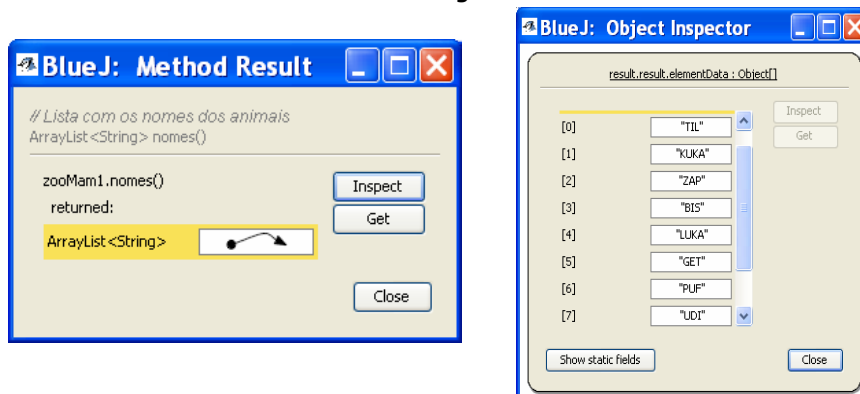 BlueJ: Method Result
// Lista com os nomes dos animais
ArrayList<String> nomes()
zooMam1.nomes()
returned:
ArrayList<String>
Inspect
Get
Close
BlueJ: Object Inspector
result.result.elementData : Object[]
Inspect
Get
[0] "TIL"
[1] "KUKA"
[2] "ZAP"
[3] "BIS"
[4] "LUKA"
[5] "GET"
[6] "PUF"
[7] "UDI"
Show static fields
Close